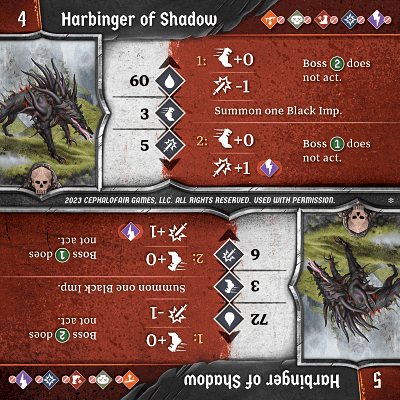 4
Harbinger of Shadow
60
3
5
1:
+0
Boss 2 does
not act.
-1
Summon one Black Imp.
2:
+0
Boss 1 does
not act.
+1
2023 CEPHALOFAIR GAMES, LLC. ALL RIGHTS RESERVED. USED WITH PERMISSION.
5
Harbinger of Shadow
72
3
6
1:
+0
Boss 2 does
not act.
-1
Summon one Black Imp.
2:
+0
Boss 1 does
not act.
+1